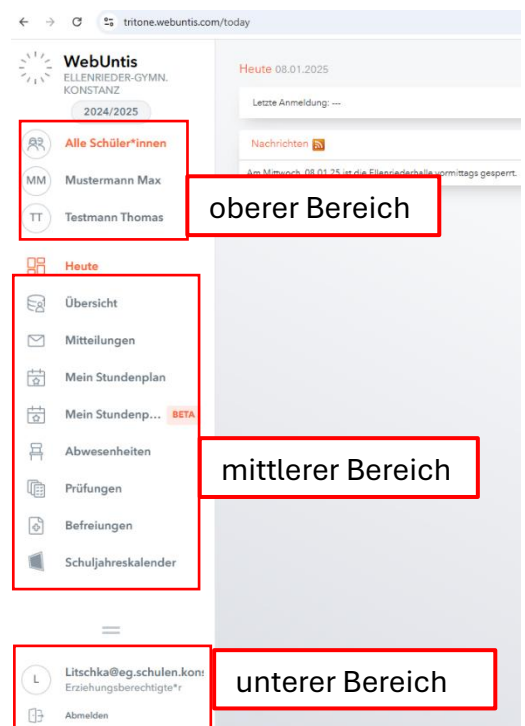 tritone.webuntis.com/today
WebUntis
ELLENRIEDER-GYMN.
KONSTANZ
2024/2025
Alle Schüler*innen
MM Mustermann Max
TT Testmann Thomas
Heute
Übersicht
Mitteilungen
Mein Stundenplan
Mein Stundenp... BETA
Abwesenheiten
Prüfungen
Befreiungen
Schuljahreskalender
L Litschka@eg.schulen.kons
Erziehungsberechtigte*r
Abmelden
Heute 08.01.2025
Letzte Anmeldung: ---
Nachrichten
Am Mittwoch, 08.01.25 ist die Ellenriederhalle vormittags gesperrt.
oberer Bereich
mittlerer Bereich
unterer Bereich